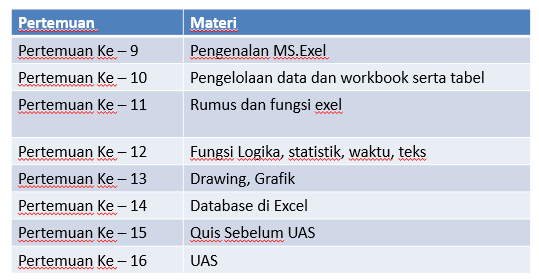 Pertemuan Materi
Pertemuan Ke – 9 Pengenalan MS.Exel
Pertemuan Ke – 10 Pengelolaan data dan workbook serta tabel
Pertemuan Ke – 11 Rumus dan fungsi exel
Pertemuan Ke – 12 Fungsi Logika, statistik, waktu, teks
Pertemuan Ke – 13 Drawing, Grafik
Pertemuan Ke – 14 Database di Excel
Pertemuan Ke – 15 Quis Sebelum UAS
Pertemuan Ke – 16 UAS